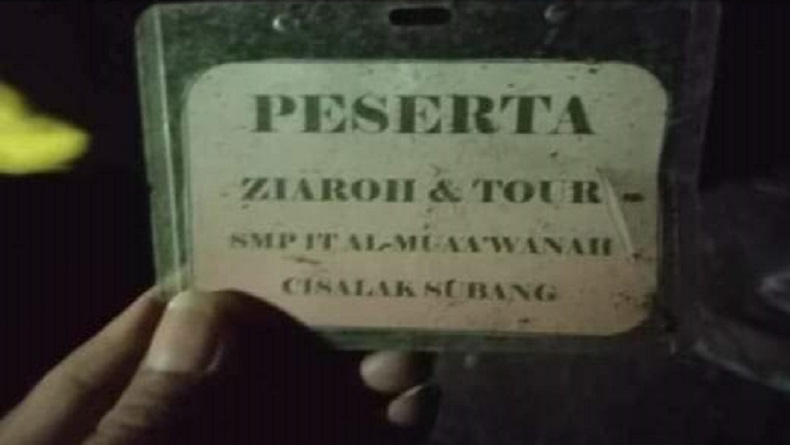 PESERTA
ZIAROH & TOUR
SMP IT AL-MUAA'WANAH
CISALAK SUBANG